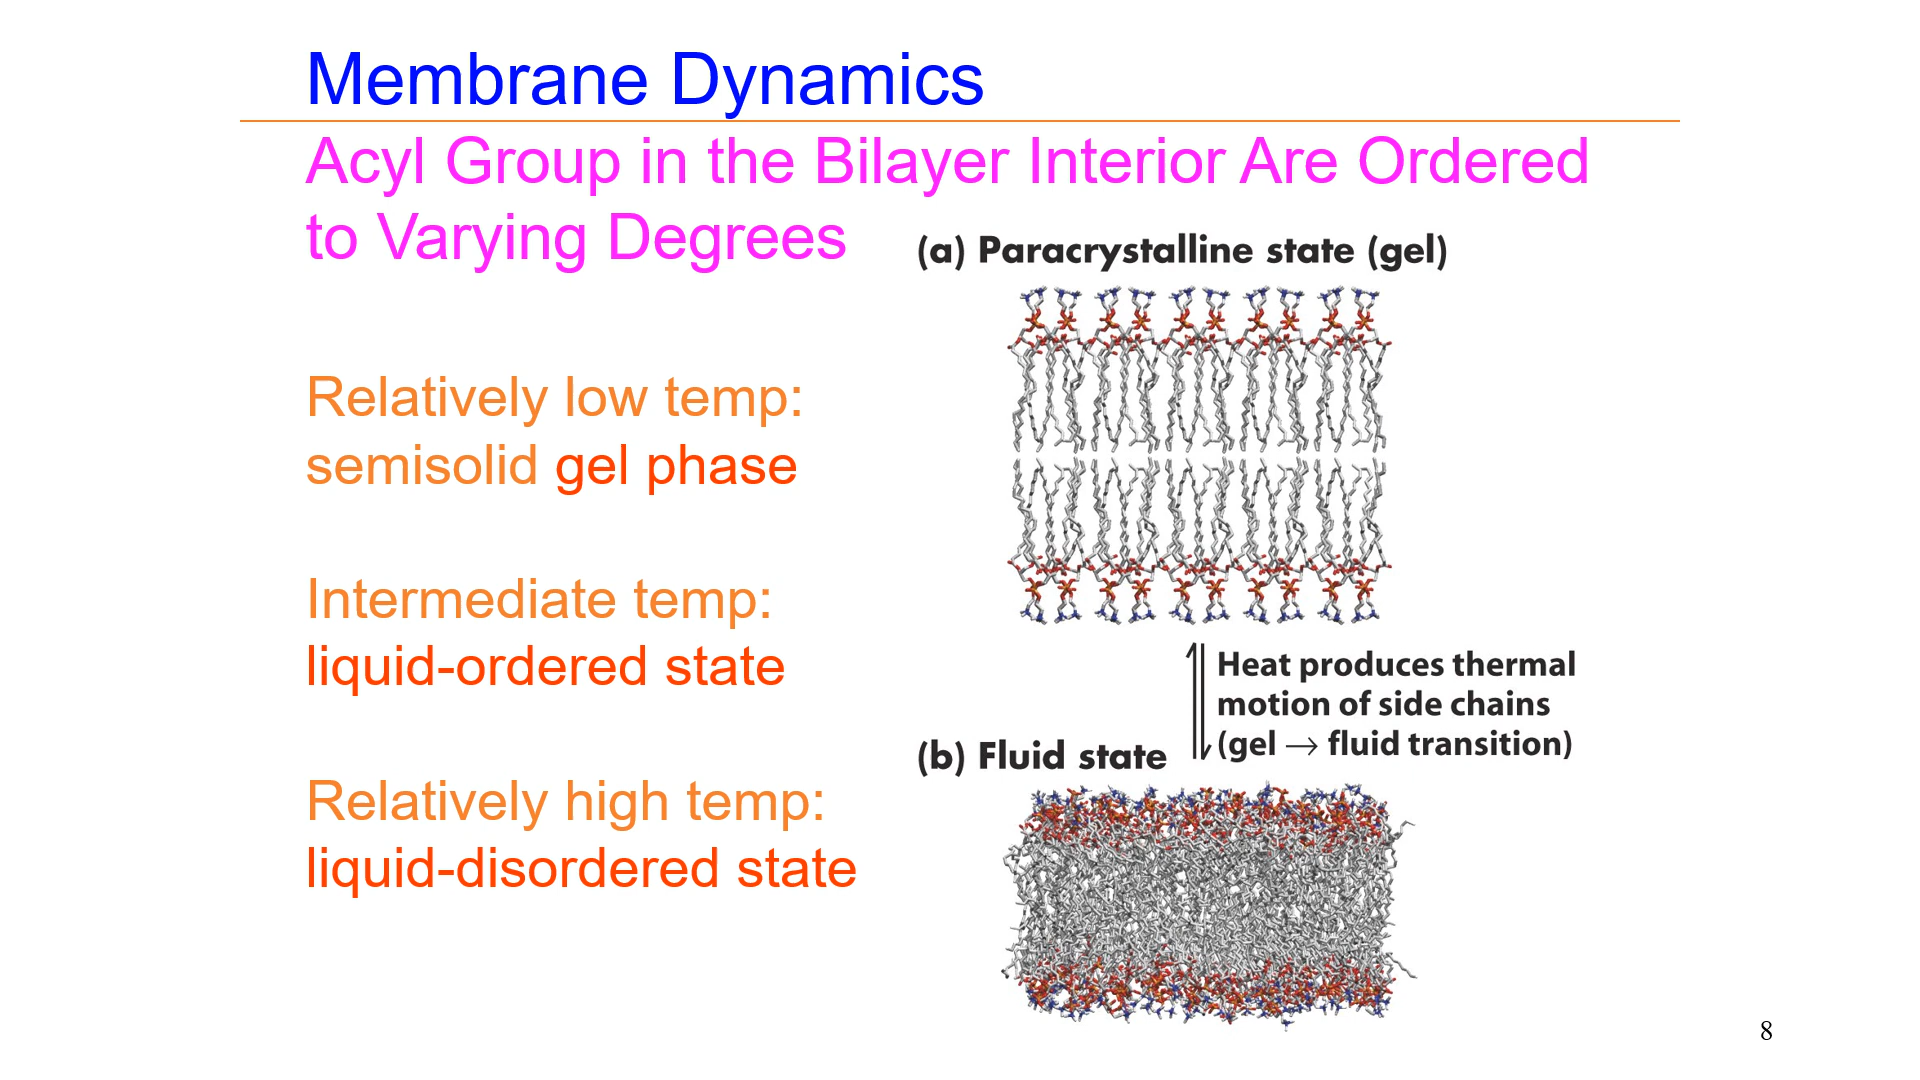 Membrane Dynamics
Acyl Group in the Bilayer Interior Are Ordered
to Varying Degrees
Relatively low temp:
semisolid gel phase
Intermediate temp:
liquid-ordered state
Relatively high temp:
liquid-disordered state
(a) Paracrystalline state (gel)
Heat produces thermal
motion of side chains
(gel → fluid transition)
(b) Fluid state
8